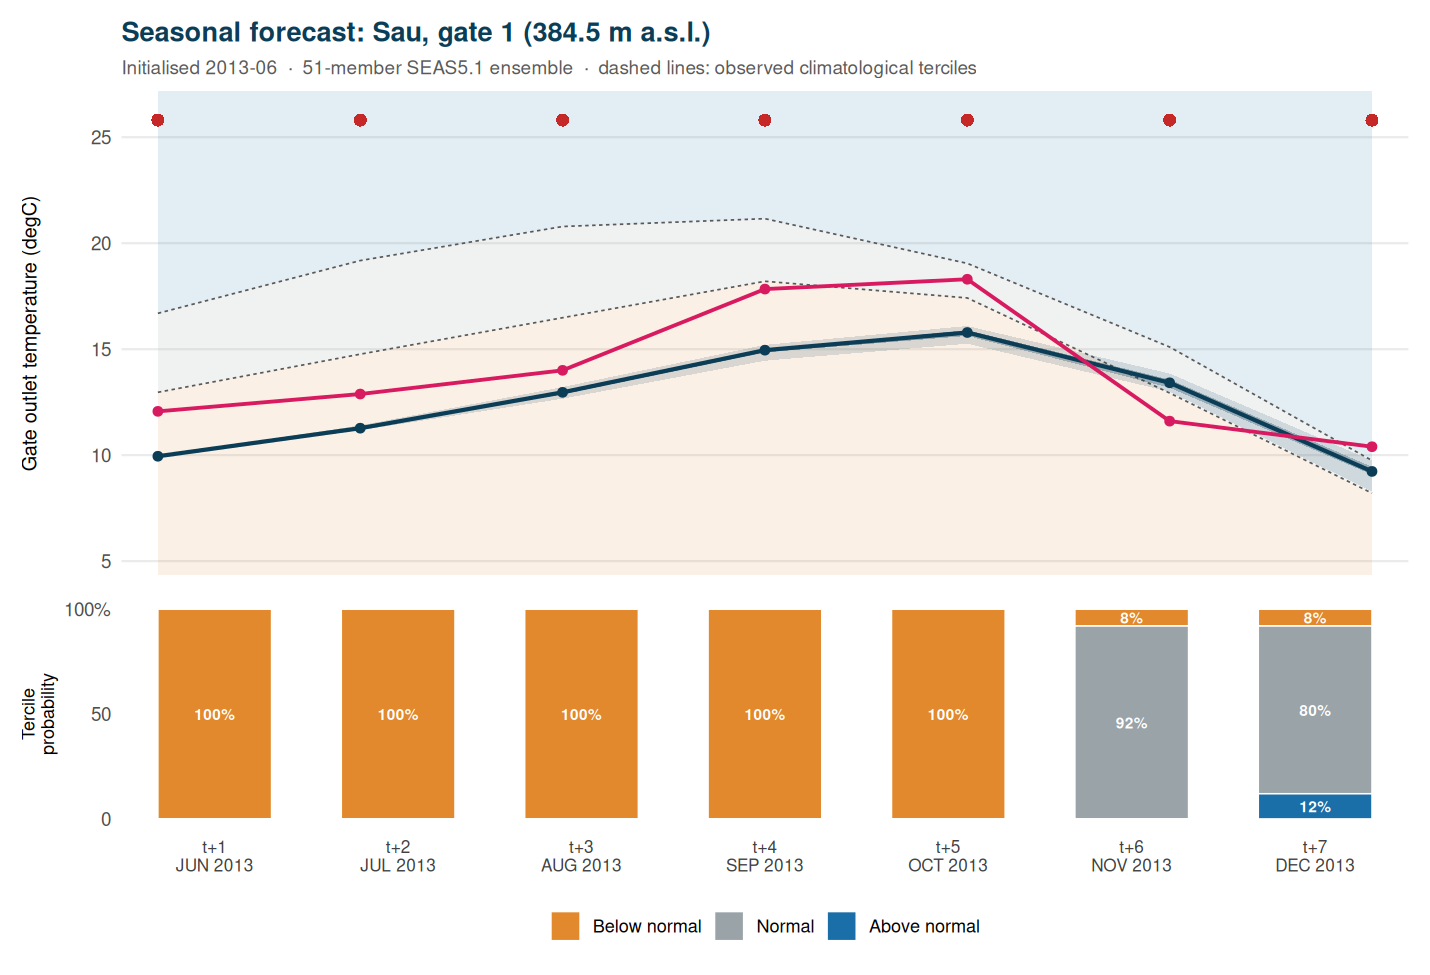 Seasonal forecast: Sau, gate 1 (384.5 m a.s.l.)
Initialised 2013-06 · 51-member SEAS5.1 ensemble · dashed lines: observed climatological terciles
Gate outlet temperature (degC)
25
20
15
10
5
Tercile
probability
100%
50
0
100%
100%
100%
100%
100%
8%
92%
8%
80%
12%
t+1
JUN 2013
t+2
JUL 2013
t+3
AUG 2013
t+4
SEP 2013
t+5
OCT 2013
t+6
NOV 2013
t+7
DEC 2013
Below normal
Normal
Above normal